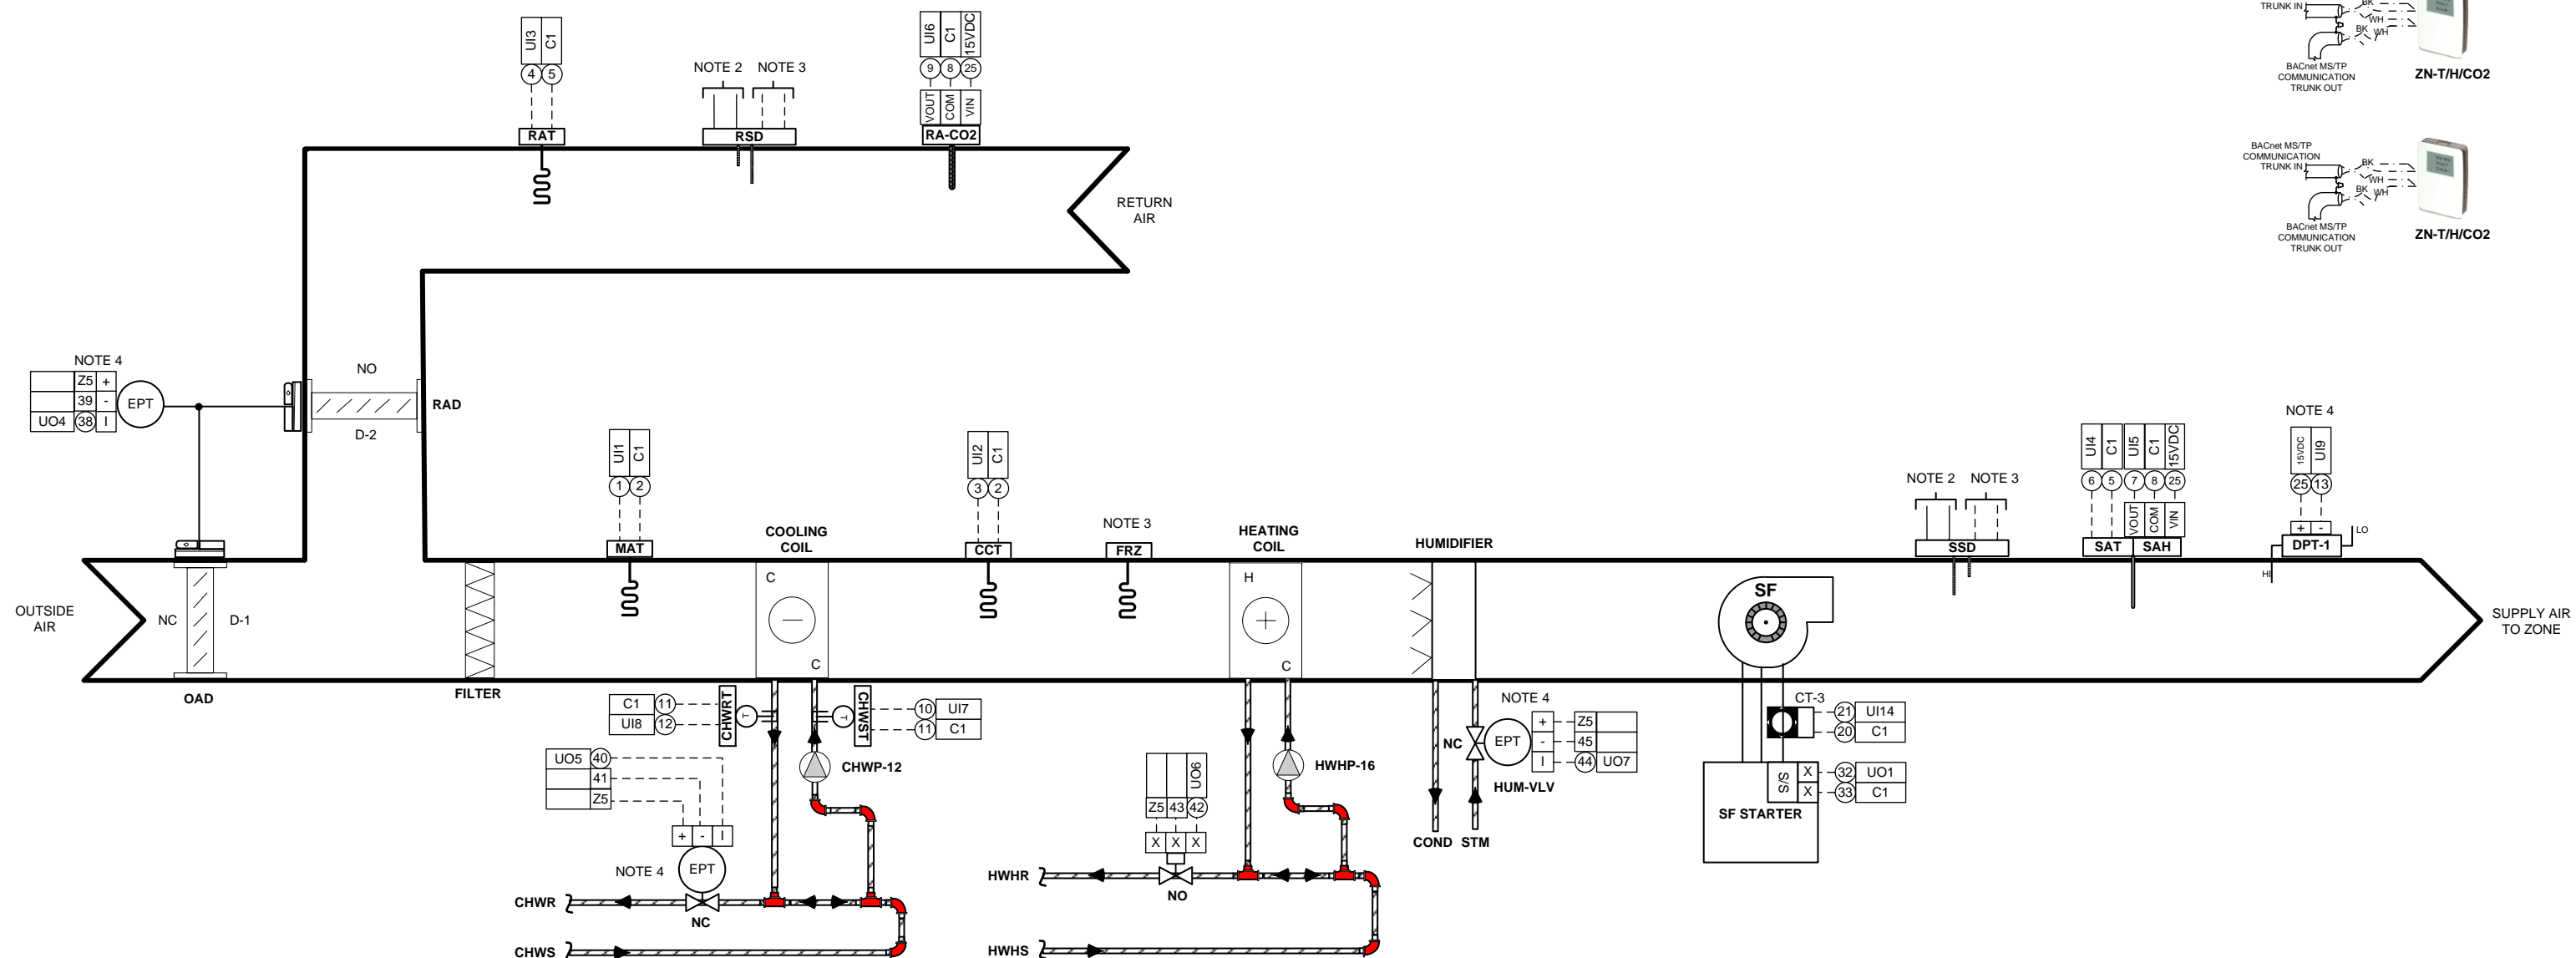 TRUNK IN
BK
WH
BK WH
BACnet MS/TP
COMMUNICATION
TRUNK OUT
ZN-T/H/CO2
UI3 C1
4 5
RAT
NOTE 2 NOTE 3
RSD
UI6 C1 15VDC
9 8 25
VOUT COM VIN
RA-CO2
RETURN
AIR
BACnet MS/TP
COMMUNICATION
TRUNK IN
BK
WH
BK WH
BACnet MS/TP
COMMUNICATION
TRUNK OUT
ZN-T/H/CO2
NOTE 4
Z5 +
39 -
UO4 38 I
EPT
NO
RAD
D-2
UI1 C1
1 2
MAT
COOLING
COIL
UI2 C1
3 2
CCT
NOTE 3
FRZ
HEATING
COIL
HUMIDIFIER
NOTE 2 NOTE 3
SSD
UI4 C1 UI5 C1 15VDC
6 5 7 8 25
VOUT COM VIN
SAT SAH
NOTE 4
15VDC UI9
25 13
+ -
DPT-1
LO
HI
OUTSIDE
AIR
NC D-1
OAD
FILTER
C
C
H
C
SF
SUPPLY AIR
TO ZONE
C1 11
UI8 12
CHWRT
T
T
CHWST
10 UI7
11 C1
CHWP-12
UO5 40
41
Z5
+ - I
NOTE 4
EPT
NC
CHWR
CHWS
UO6
Z5 43 42
X X X
NO
HWHP-16
HWHR
HWHS
NOTE 4
NC
EPT
+ Z5
- 45
I 44 UO7
HUM-VLV
COND STM
CT-3
21 UI14
20 C1
S/S
X 32 UO1
X 33 C1
SF STARTER